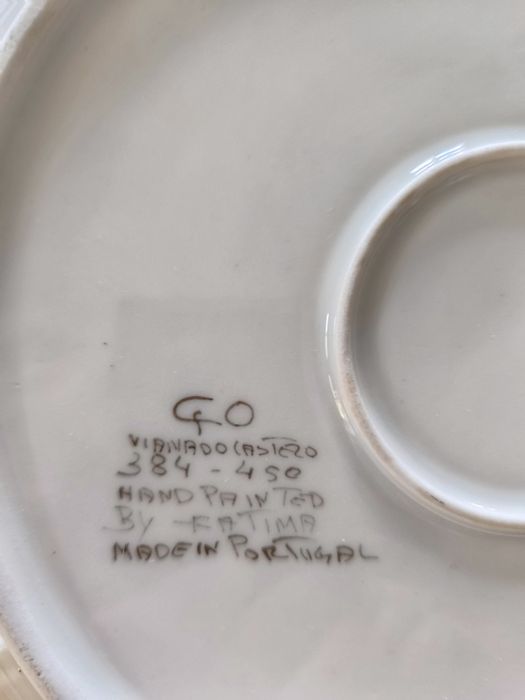 GO
VIANADOCASTELO
384 - 450
HAND PAINTED
BY FATIMA
MADE IN PORTUGAL